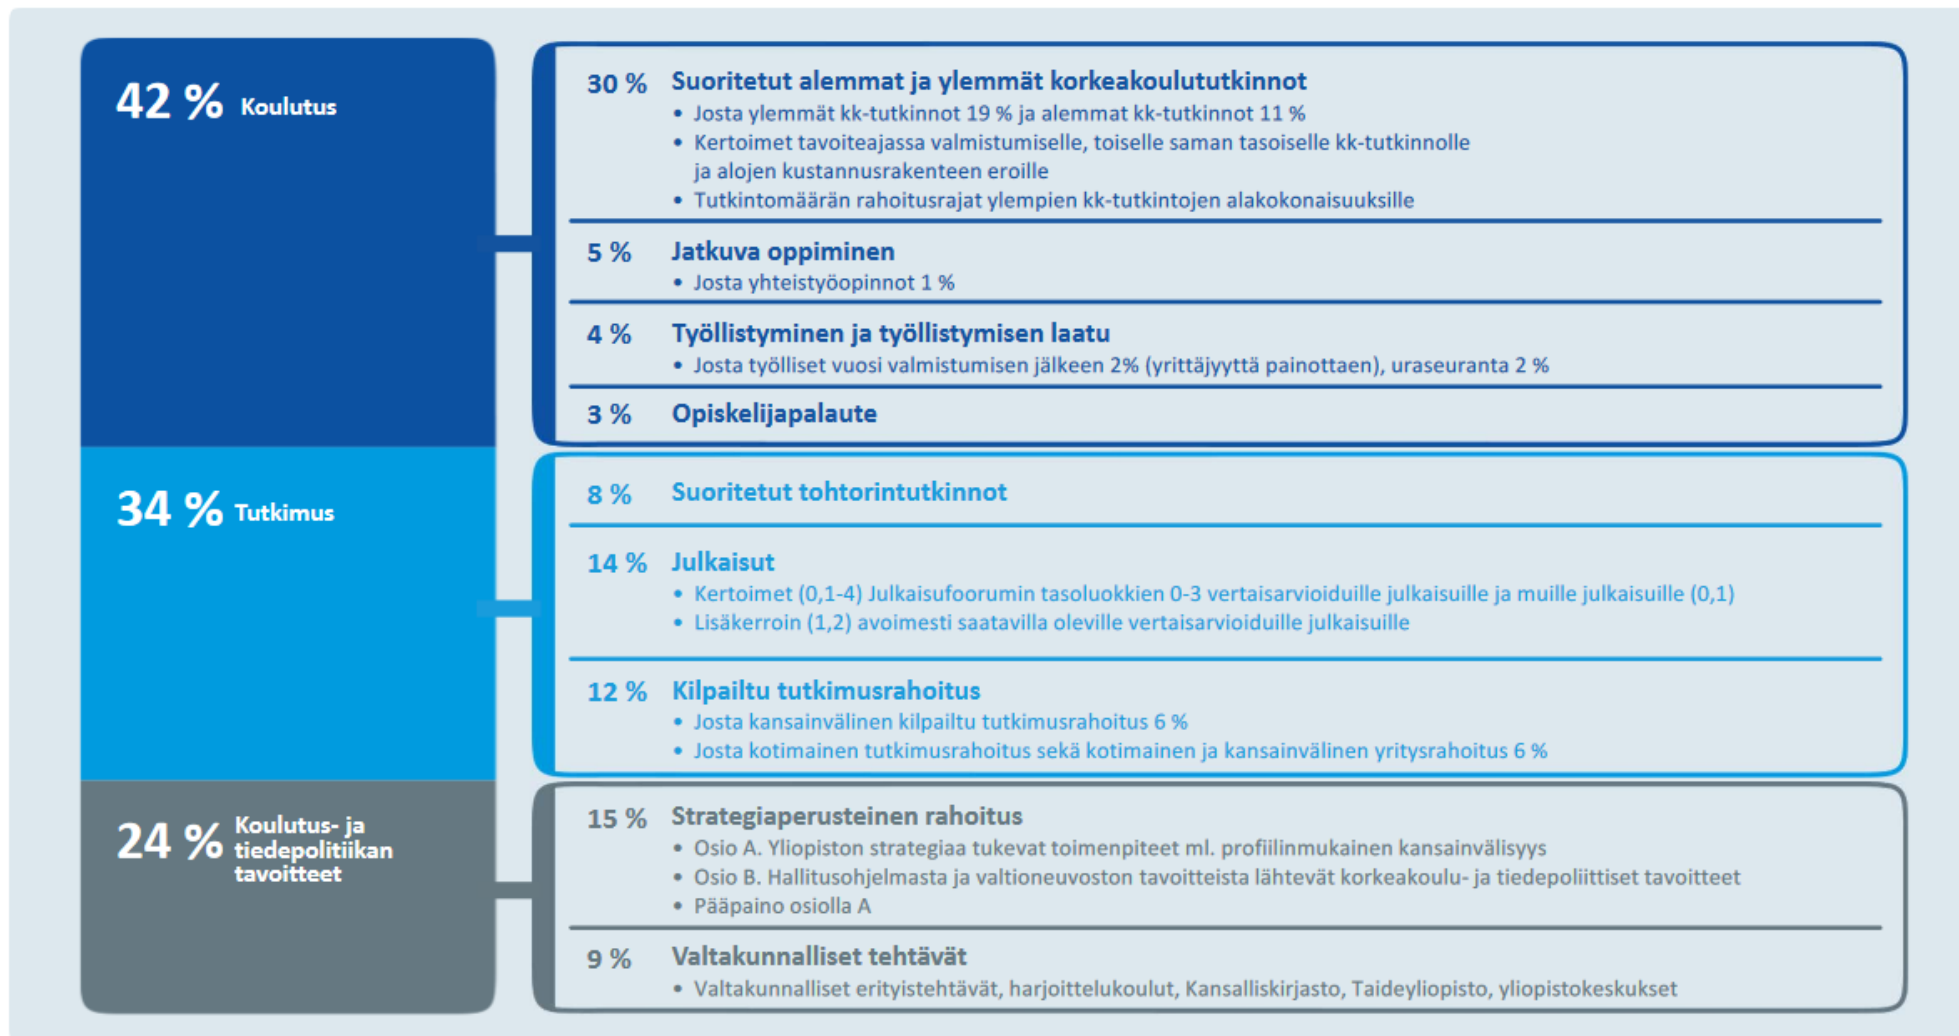 42 % Koulutus
30 % Suoritetut alemmat ja ylemmät korkeakoulututkinnot
• Josta ylemmät kk-tutkinnot 19 % ja alemmat kk-tutkinnot 11 %
• Kertoimet tavoiteajassa valmistumiselle, toiselle saman tasoiselle kk-tutkinnolle
ja alojen kustannusrakenteen eroille
• Tutkintomäärän rahoitusrajat ylempien kk-tutkintojen alakokonaisuuksille
5 % Jatkuva oppiminen
• Josta yhteistyöopinnot 1 %
4 % Työllistyminen ja työllistymisen laatu
• Josta työlliset vuosi valmistumisen jälkeen 2% (yrittäjyyttä painottaen), uraseuranta 2 %
3 % Opiskelijapalaute
34 % Tutkimus
8 % Suoritetut tohtorintutkinnot
14 % Julkaisut
• Kertoimet (0,1-4) Julkaisufoorumin tasoluokkien 0-3 vertaisarvioiduille julkaisuille ja muille julkaisuille (0,1)
• Lisäkerroin (1,2) avoimesti saatavilla oleville vertaisarvioiduille julkaisuille
12 % Kilpailtu tutkimusrahoitus
• Josta kansainvälinen kilpailtu tutkimusrahoitus 6 %
• Josta kotimainen tutkimusrahoitus sekä kotimainen ja kansainvälinen yritysrahoitus 6 %
24 % Koulutus- ja
tiedepolitiikan
tavoitteet
15 % Strategiaperusteinen rahoitus
• Osio A. Yliopiston strategiaa tukevat toimenpiteet ml. profiilinmukainen kansainvälisyys
• Osio B. Hallitusohjelmasta ja valtioneuvoston tavoitteista lähtevät korkeakoulu- ja tiedepoliittiset tavoitteet
• Pääpaino osiolla A
9 % Valtakunnalliset tehtävät
• Valtakunnalliset erityistehtävät, harjoittelukoulut, Kansalliskirjasto, Taideyliopisto, yliopistokeskukset